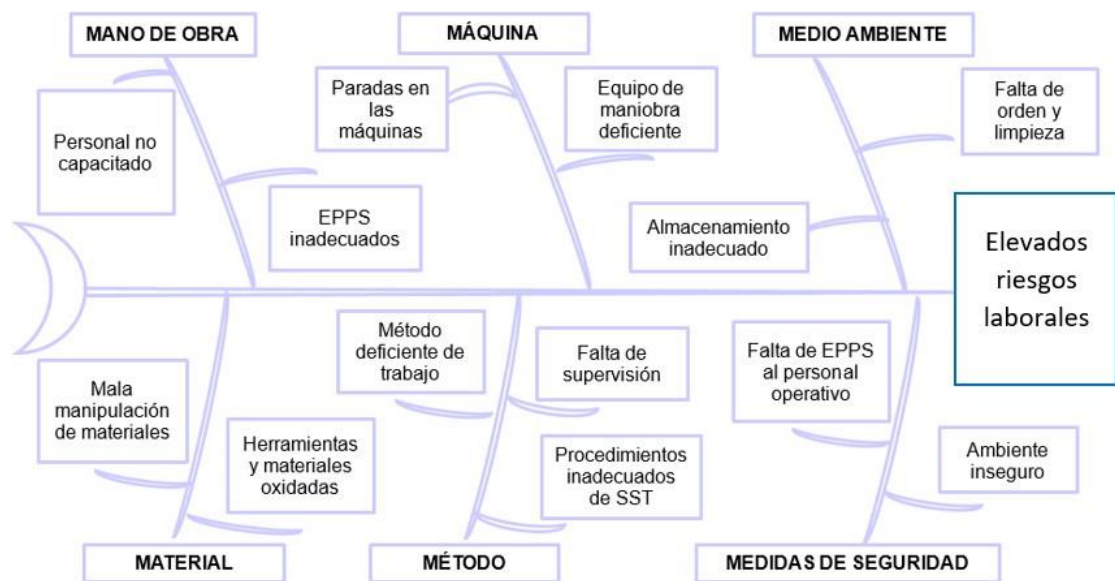 MANO DE OBRA
MÁQUINA
MEDIO AMBIENTE
Personal no
capacitado
EPPS
inadecuados
Paradas en
las
máquinas
Equipo de
maniobra
deficiente
Almacenamiento
inadecuado
Falta de
orden y
limpieza
Elevados
riesgos
laborales
Mala
manipulación
de materiales
Herramientas
y materiales
oxidadas
Método
deficiente de
trabajo
Falta de
supervisión
Procedimientos
inadecuados
de SST
Falta de EPPS
al personal
operativo
Ambiente
inseguro
MATERIAL
MÉTODO
MEDIDAS DE SEGURIDAD